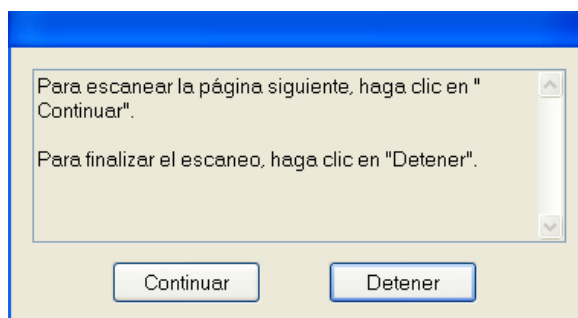 Para escanear la página siguiente, haga clic en "
Continuar".
Para finalizar el escaneo, haga clic en "Detener".
Continuar
Detener